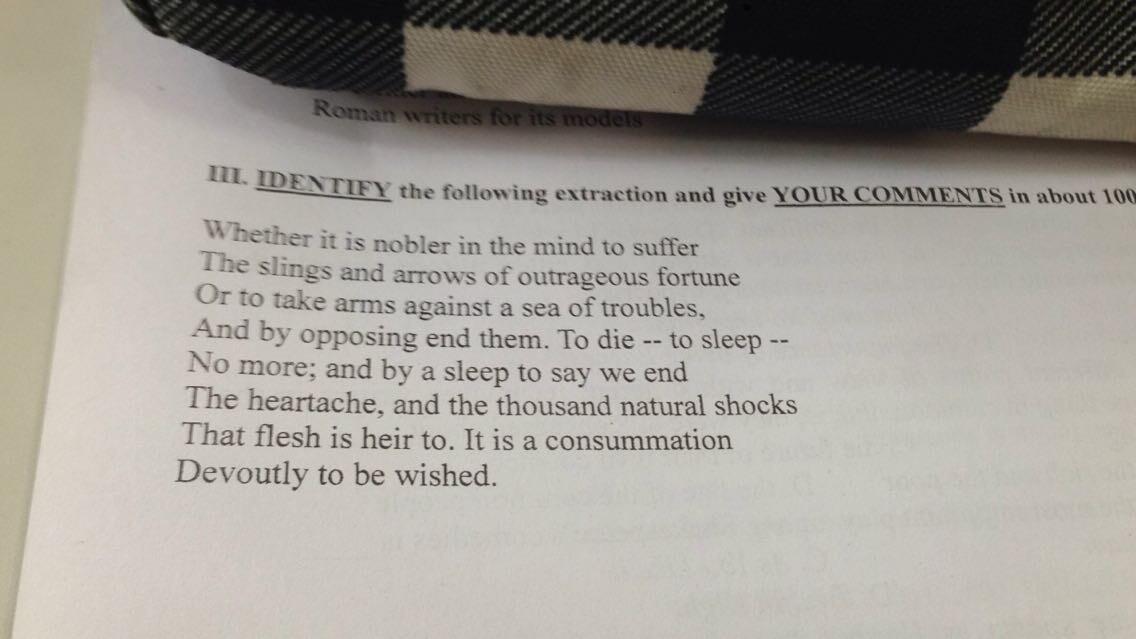 Roman writers for its models
III. IDENTIFY the following extraction and give YOUR COMMENTS in about 100
Whether it is nobler in the mind to suffer
The slings and arrows of outrageous fortune
Or to take arms against a sea of troubles,
And by opposing end them. To die -- to sleep --
No more; and by a sleep to say we end
The heartache, and the thousand natural shocks
That flesh is heir to. It is a consummation
Devoutly to be wished.